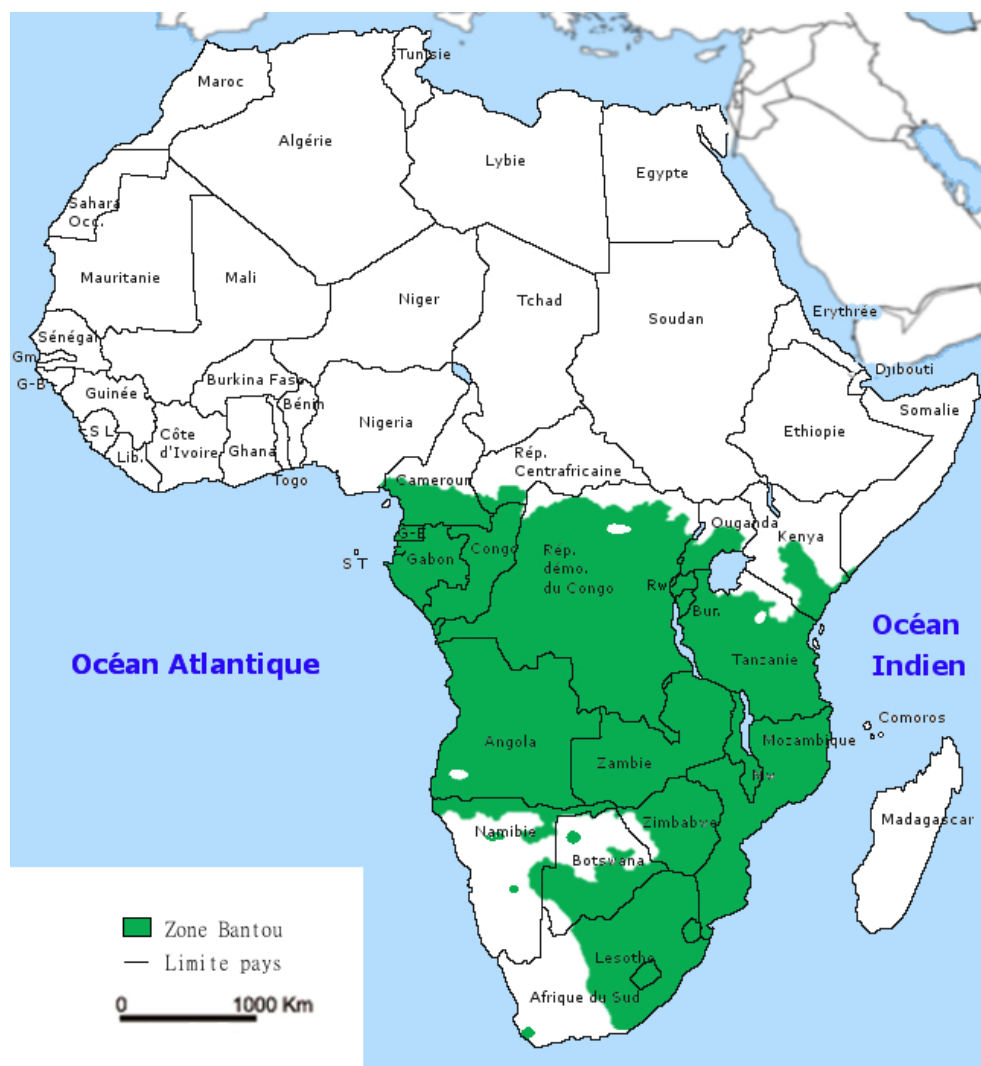 Tunisie
Maroc
Algérie
Lybie
Egypte
Sahara
Occ.
Mauritanie
Mali
Niger
Tchad
Soudan
Erythrée
Sénégal
Gm
G-B
Djibouti
Burkina Faso
Guinée
Bénin
Somalie
Nigeria
Ethiopie
S L
Côte
d'Ivoire
Ghana
Lib.
Rép.
Centrafricaine
Togo
Cameroun
Ouganda
Kenya
G-E
Congo
Gabon
S T
Rép.
démo.
du Congo
Rw
Bur.
Océan
Indien
Océan Atlantique
Tanzanie
Comoros
Angola
Mozambique
Zambie
Mw
Madagascar
Namibie
Zimbabwe
Botswana
Lesotho
Afrique du Sud
Zone Bantou
Limite pays
0 1000 Km